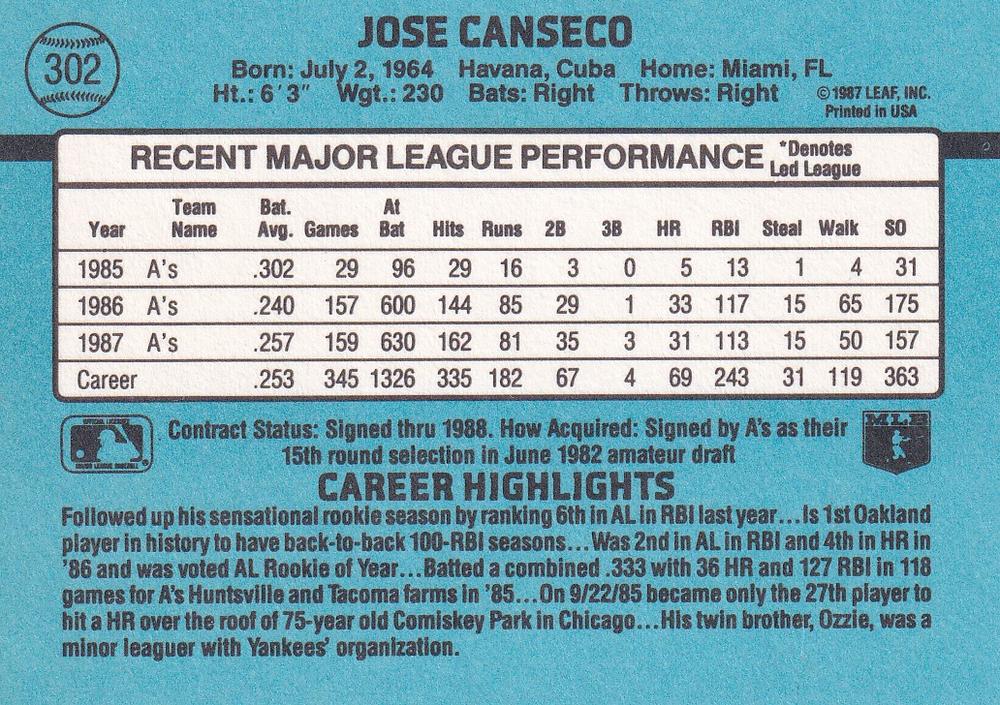 JOSE CANSECO
302
Born: July 2, 1964 Havana, Cuba Home: Miami, FL
Ht.: 6'3" Wgt.: 230 Bats: Right Throws: Right
©1987 LEAF, INC.
Printed in USA
RECENT MAJOR LEAGUE PERFORMANCE
*Denotes
Led League
Year Team Name Bat. Avg. Games At Bat Hits Runs 2B 3B HR RBI Steal Walk SO
1985 A's .302 29 96 29 16 3 0 5 13 1 4 31
1986 A's .240 157 600 144 85 29 1 33 117 15 65 175
1987 A's .257 159 630 162 81 35 3 31 113 15 50 157
Career .253 345 1326 335 182 67 4 69 243 31 119 363
MLB
Contract Status: Signed thru 1988. How Acquired: Signed by A's as their
15th round selection in June 1982 amateur draft
CAREER HIGHLIGHTS
Followed up his sensational rookie season by ranking 6th in AL in RBI last year...Is 1st Oakland
player in history to have back-to-back 100-RBI seasons...Was 2nd in AL in RBI and 4th in HR in
'86 and was voted AL Rookie of Year...Batted a combined .333 with 36 HR and 127 RBI in 118
games for A's Huntsville and Tacoma farms in '85...On 9/22/85 became only the 27th player to
hit a HR over the roof of 75-year old Comiskey Park in Chicago...His twin brother, Ozzie, was a
minor leaguer with Yankees' organization.